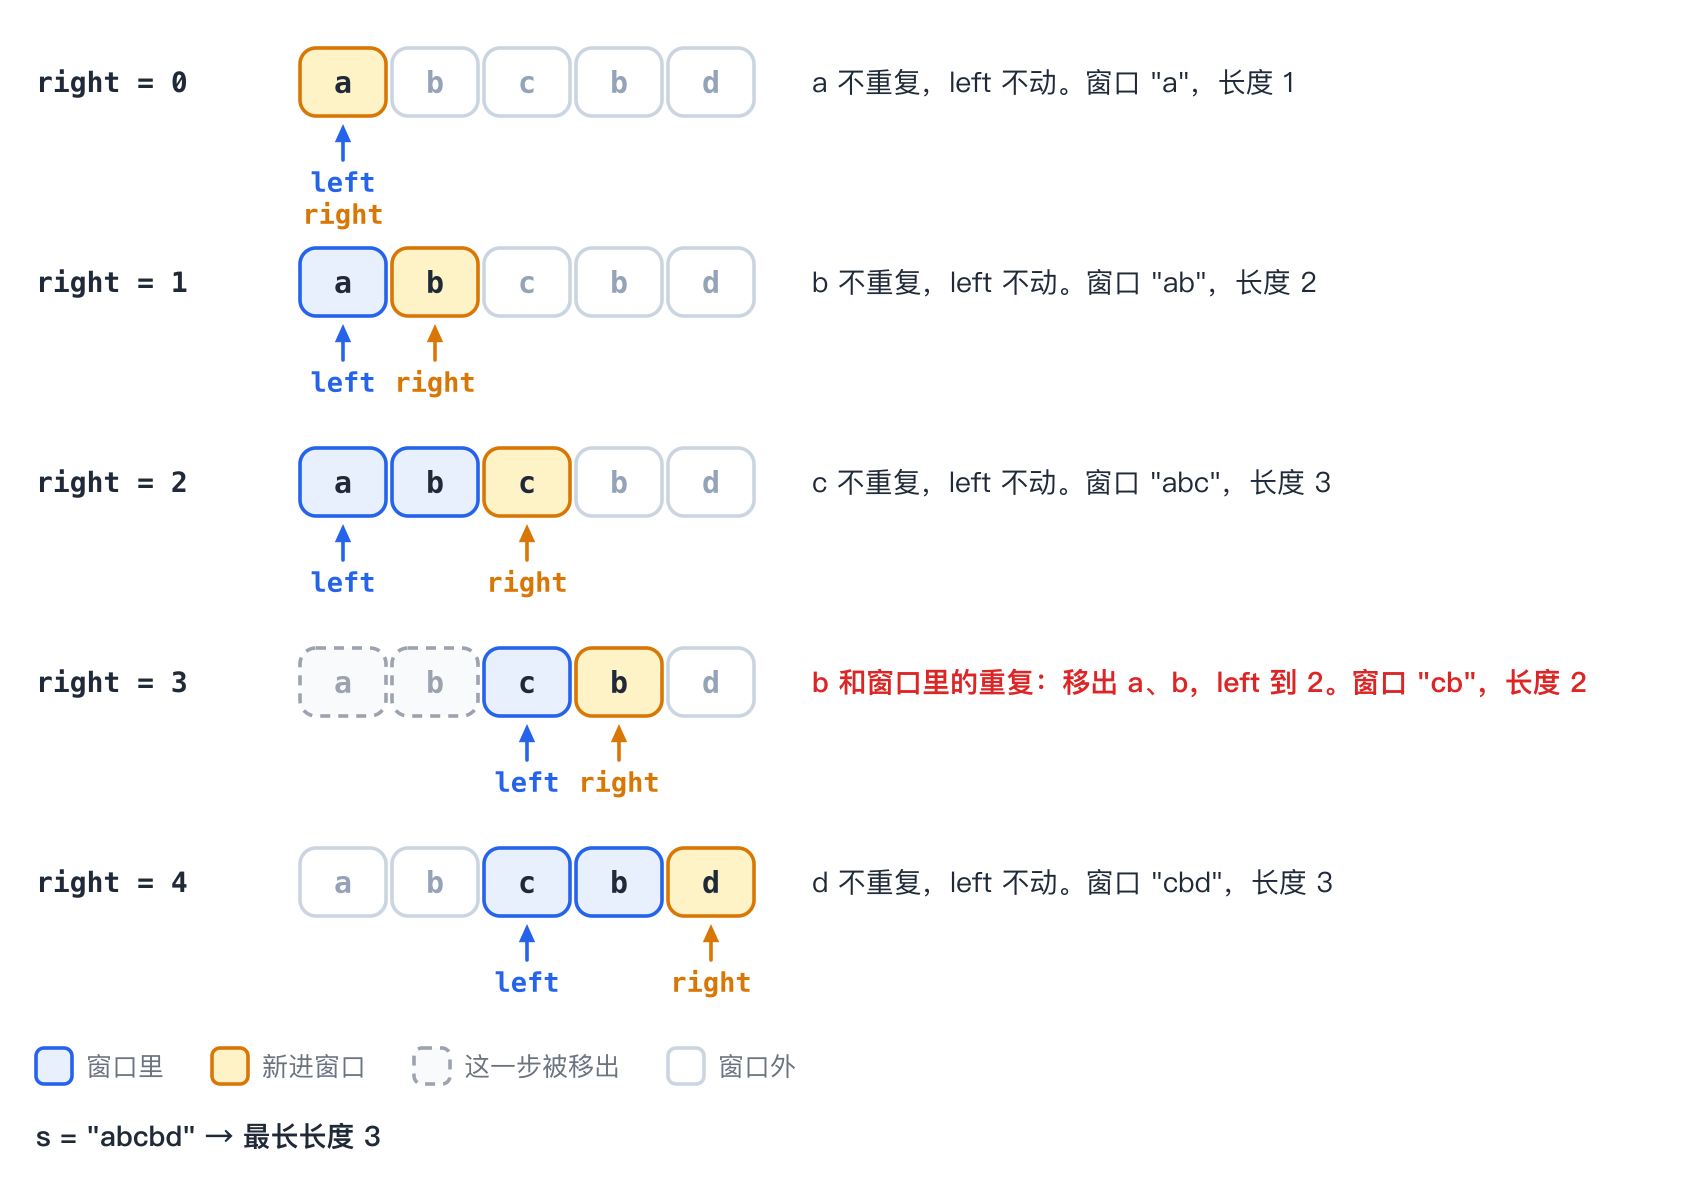 right = 0 a b c b d a 不重复，left 不动。窗口 "a"，长度 1
left
right
right = 1 a b c b d b 不重复，left 不动。窗口 "ab"，长度 2
left right
right = 2 a b c b d c 不重复，left 不动。窗口 "abc"，长度 3
left right
right = 3 a b c b d b 和窗口里的重复：移出 a、b，left 到 2。窗口 "cb"，长度 2
left right
right = 4 a b c b d d 不重复，left 不动。窗口 "cbd"，长度 3
left right
窗口里 新进窗口 这一步被移出 窗口外
s = "abcbd" → 最长长度 3